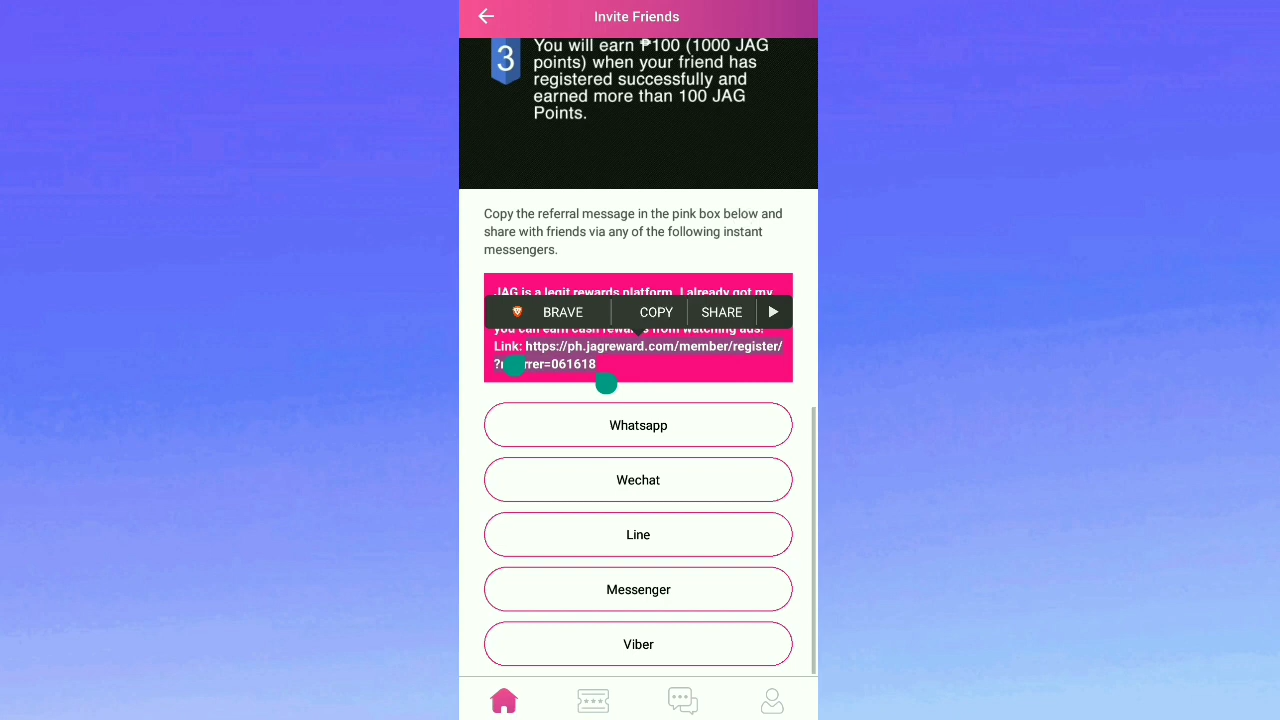 Invite Friends
3
You will earn ₱100 (1000 JAG
points) when your friend has
registered successfully and
earned more than 100 JAG
Points.
Copy the referral message in the pink box below and
share with friends via any of the following instant
messengers.
JAG is a legit rewards platform. I already got my
BRAVE COPY SHARE
you can earn cash rewards from watching ads!
Link: https://ph.jagreward.com/member/register/
=061618
Whatsapp
Wechat
Line
Messenger
Viber